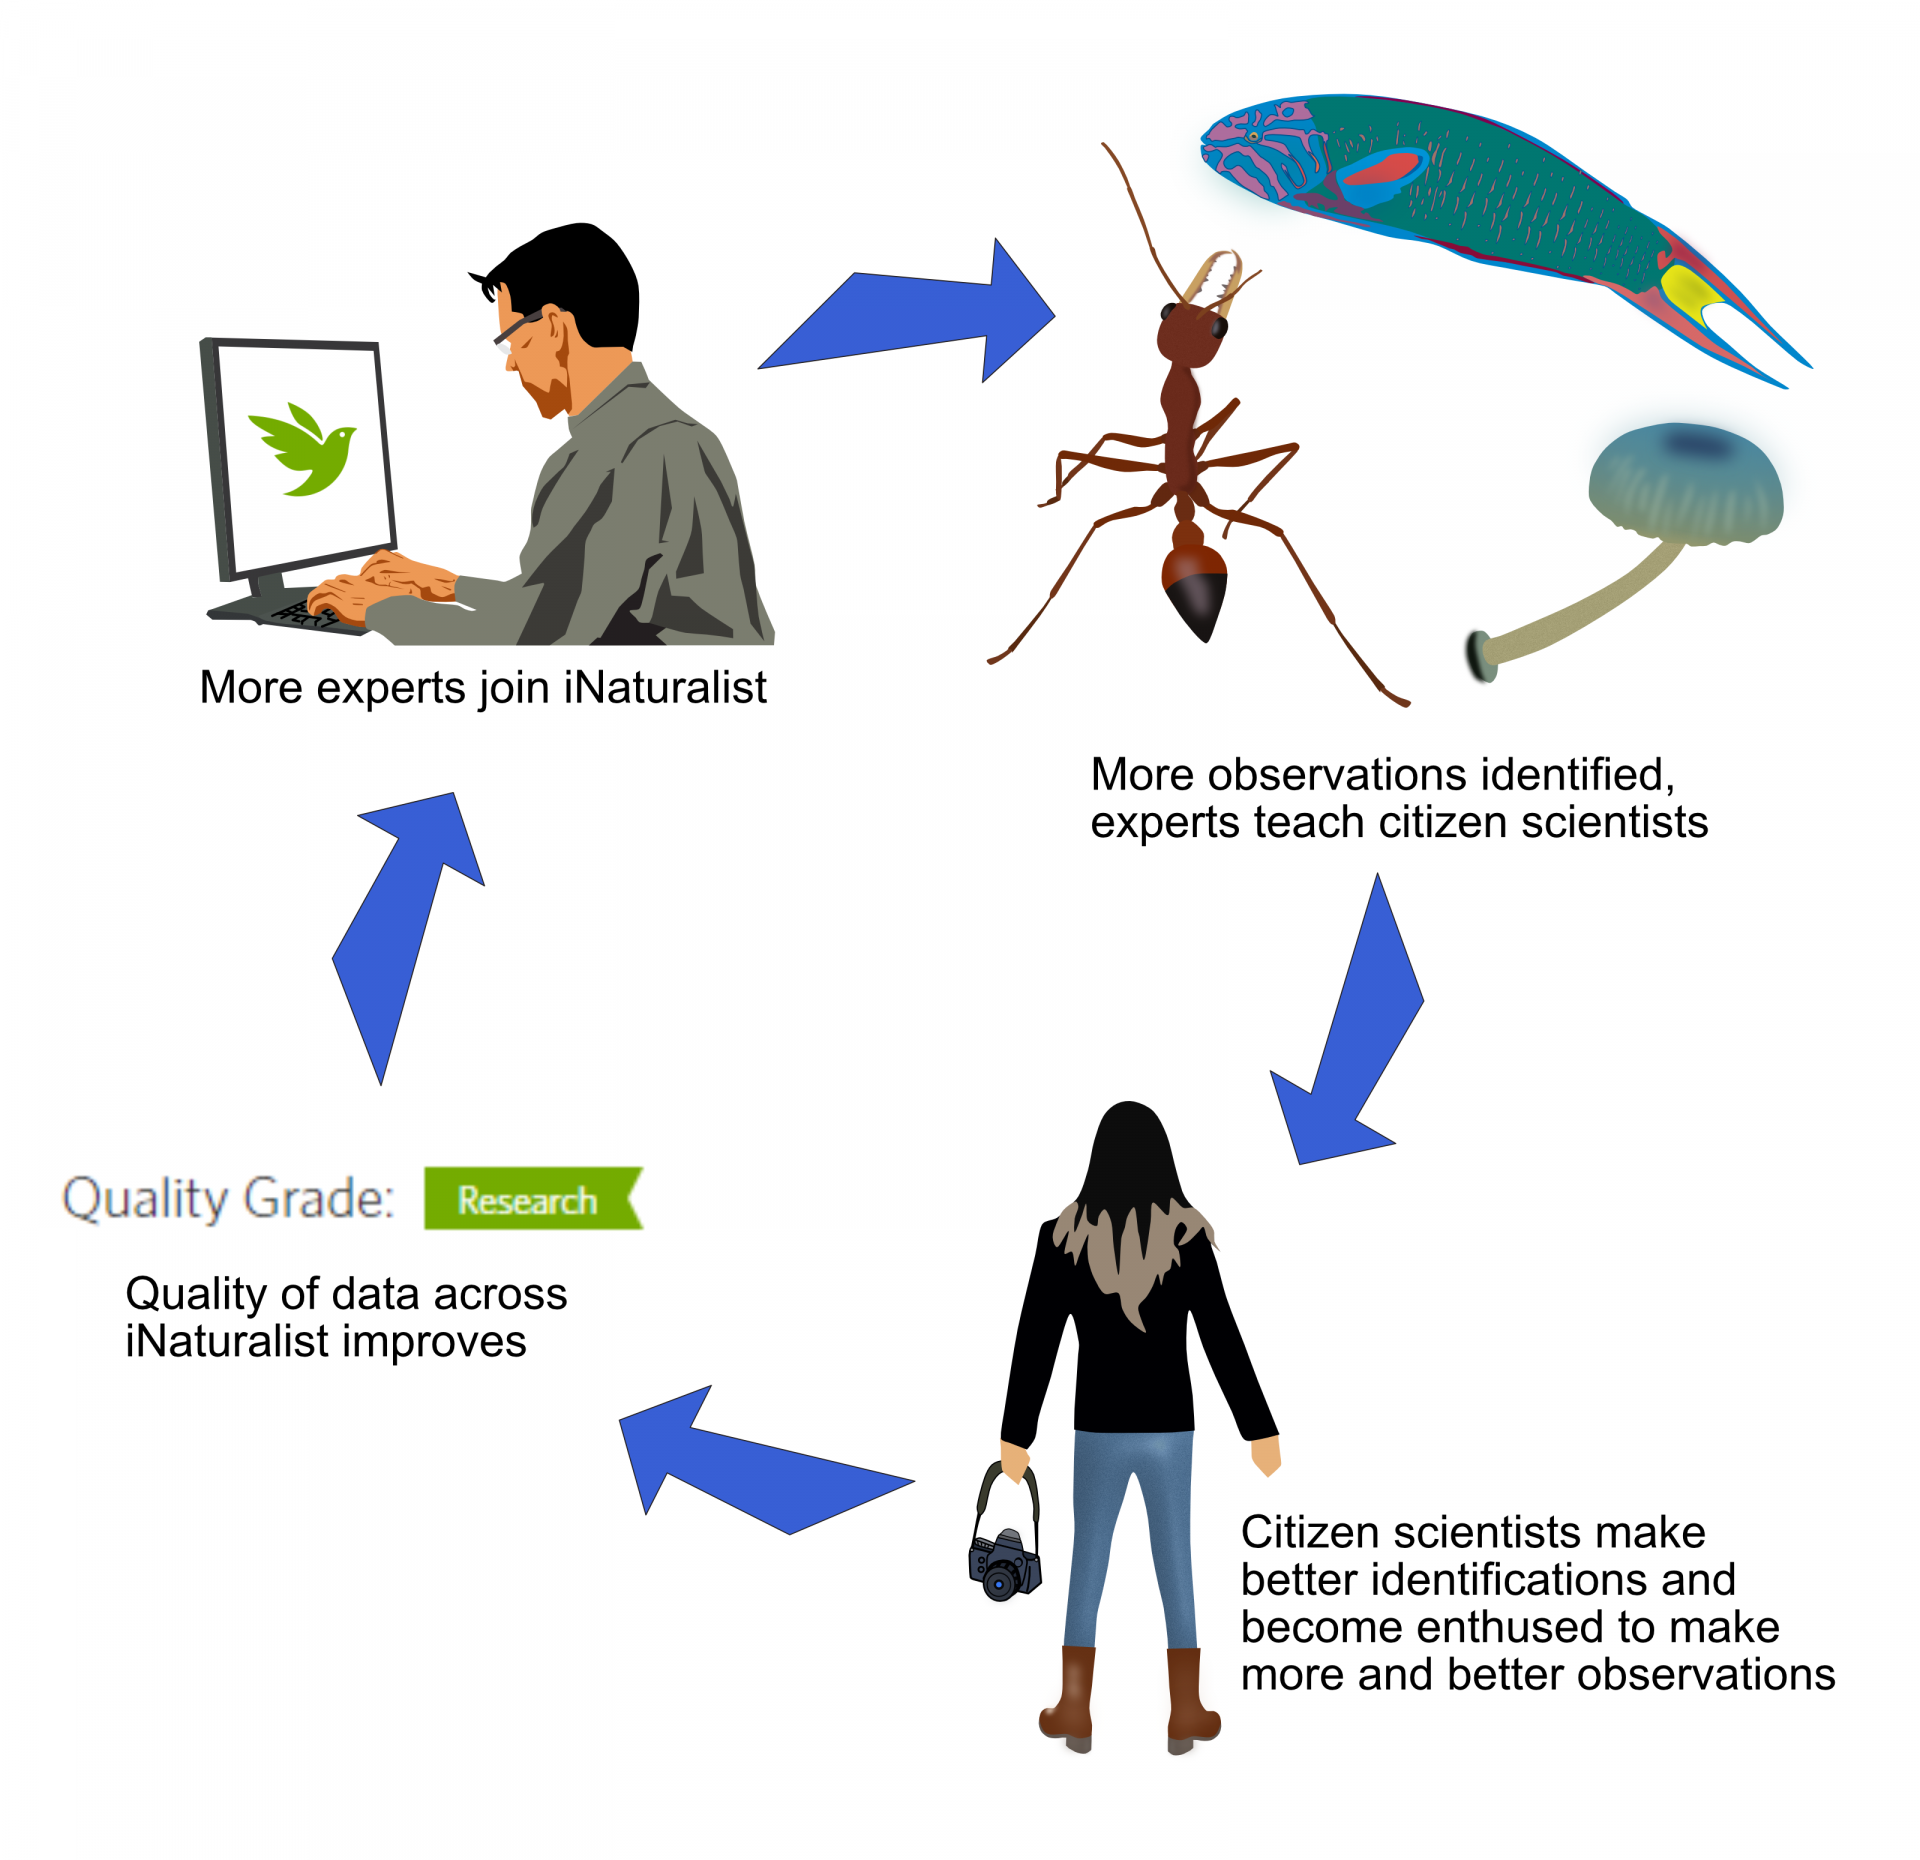 More experts join iNaturalist
More observations identified,
experts teach citizen scientists
Quality Grade: Research
Quality of data across
iNaturalist improves
Citizen scientists make
better identifications and
become enthused to make
more and better observations